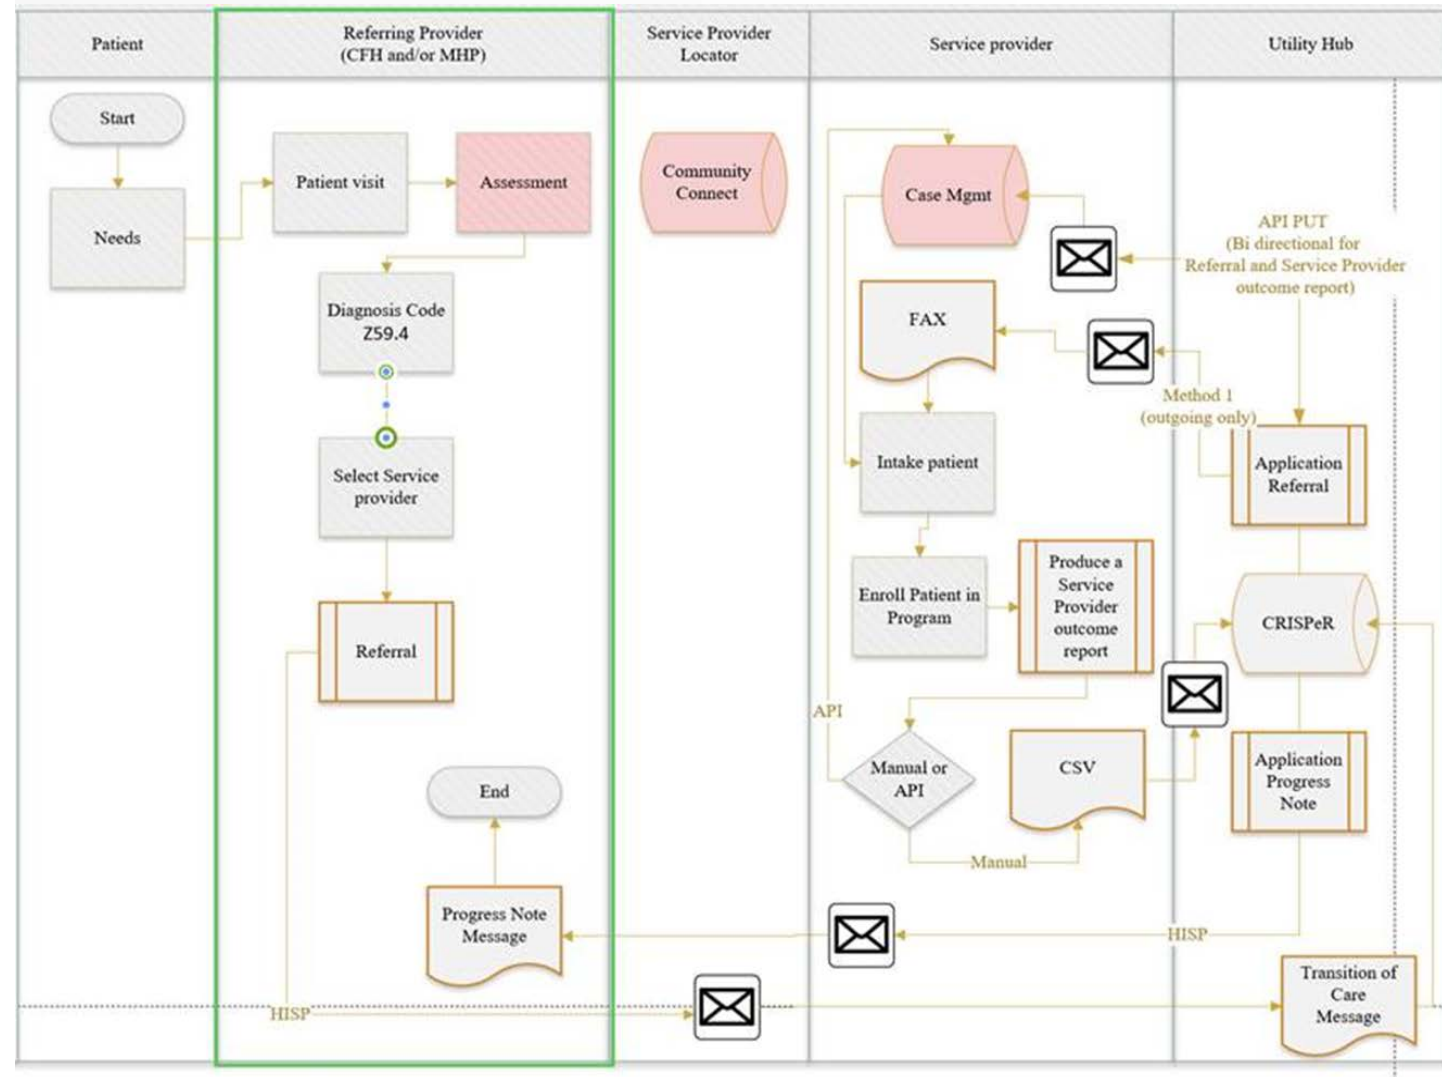 Patient
Referring Provider
(CFH and/or MHP)
Service Provider
Locator
Service provider
Utility Hub
Start
Needs
Patient visit
Assessment
Diagnosis Code
Z59.4
Select Service
provider
Referral
End
Progress Note
Message
HISP
Community
Connect
Case Mgmt
FAX
Intake patient
Enroll Patient in
Program
Produce a
Service
Provider
outcome
report
API
Manual or
API
CSV
Manual
API PUT
(Bi directional for
Referral and Service Provider
outcome report)
Method 1
(outgoing only)
Application
Referral
CRISPeR
Application
Progress
Note
HISP
Transition of
Care
Message